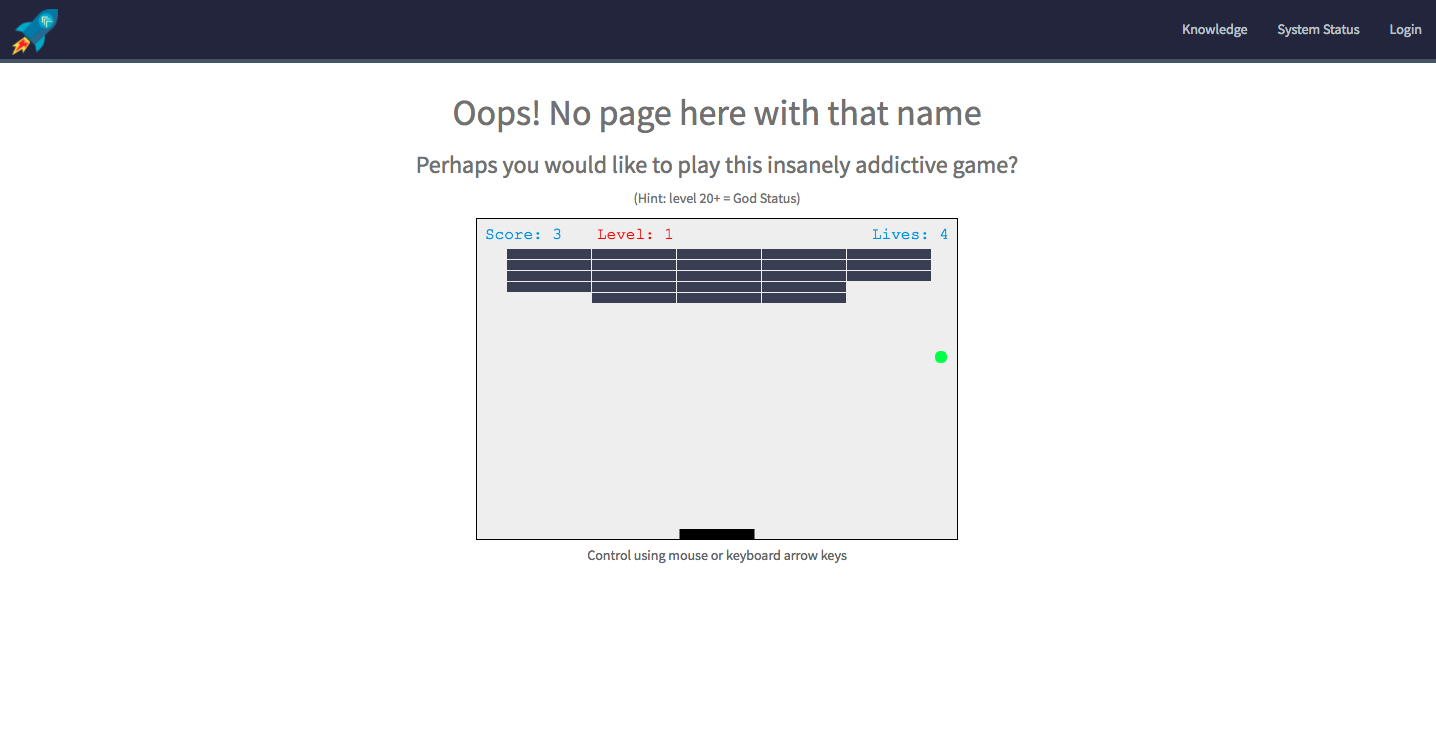 Knowledge System Status Login
Oops! No page here with that name
Perhaps you would like to play this insanely addictive game?
(Hint: level 20+ = God Status)
Score: 3 Level: 1 Lives: 4
Control using mouse or keyboard arrow keys